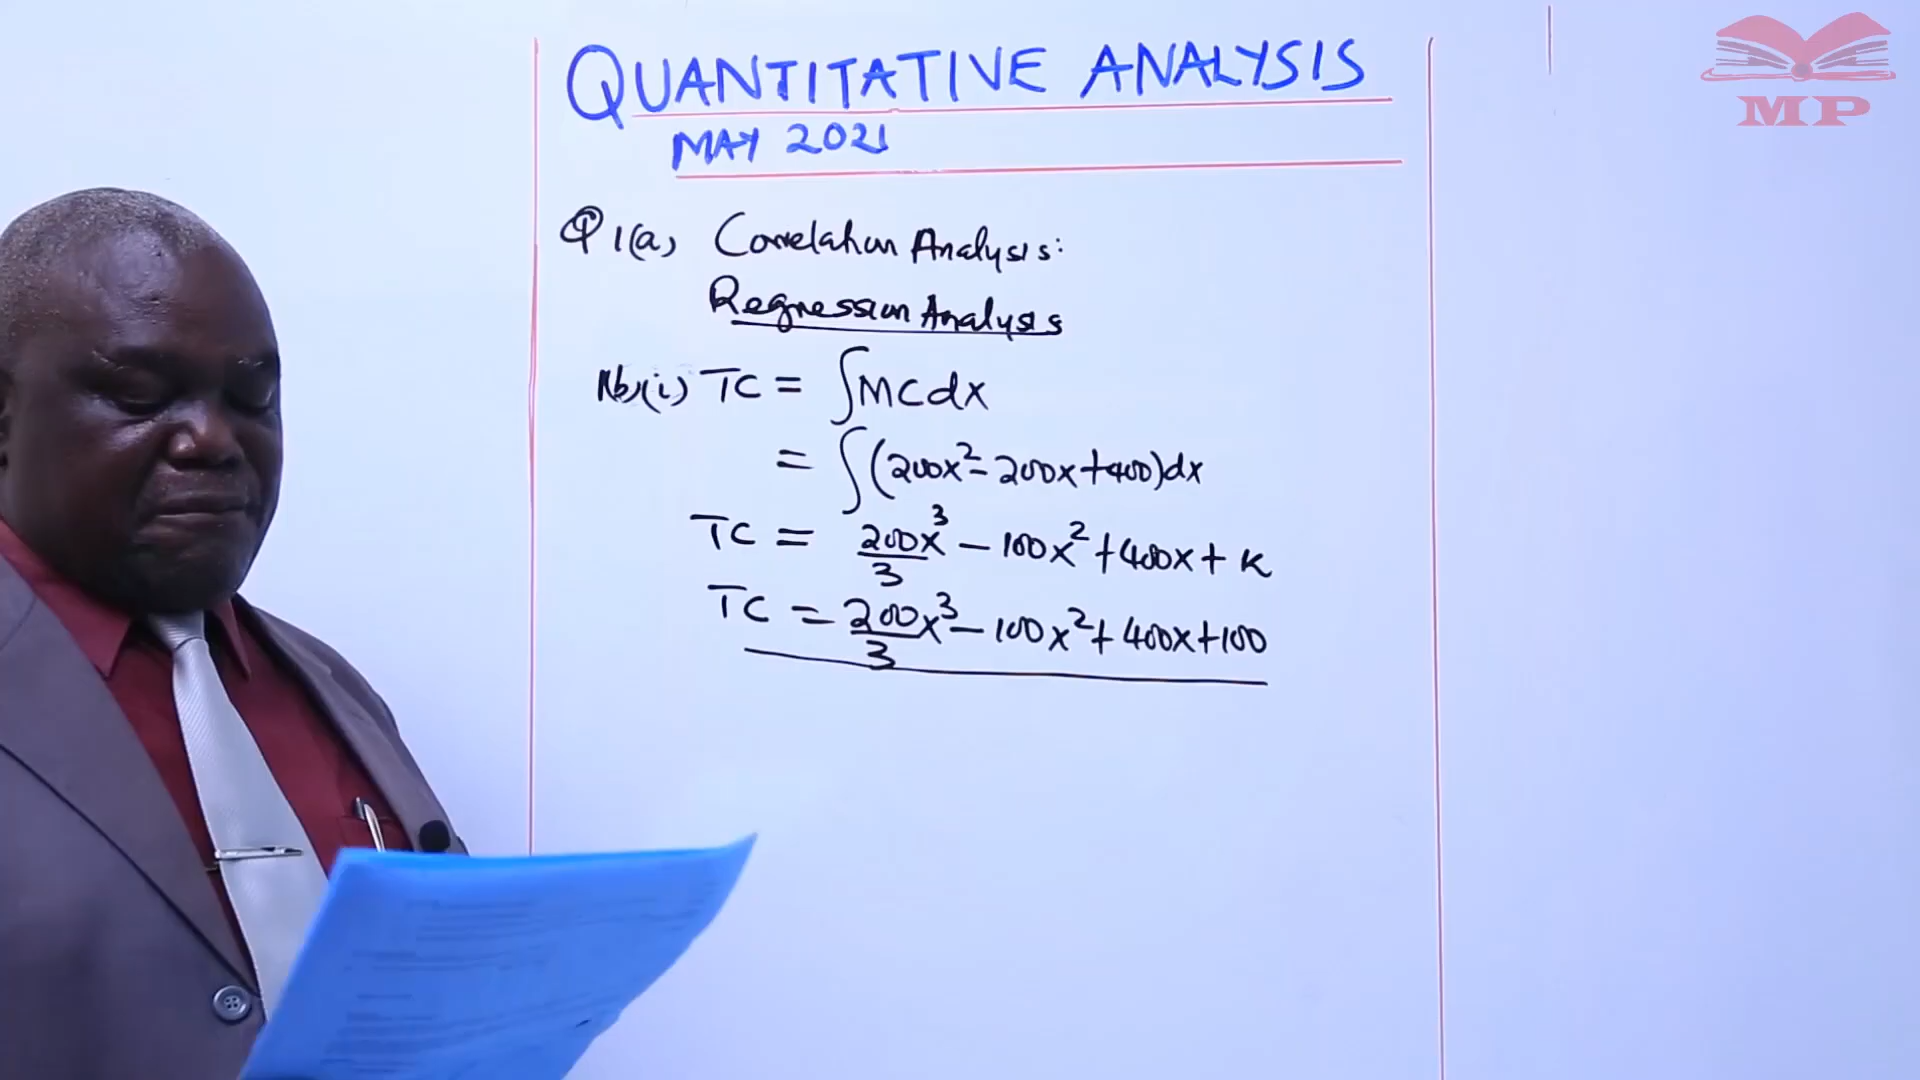 QUANTITATIVE ANALYSIS
MAY 2021
Q1(a) Correlation Analysis:
Regression Analysis
(i) TC = ∫MCdx
= ∫(200x²-200x+400)dx
TC = 200x³/3 - 100x² + 400x + K
TC = 200x³/3 - 100x² + 400x + 100
MP